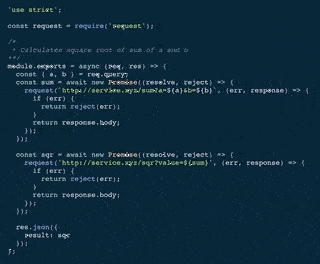 'use strict';
const request = require('request');
/*
* Calculates square root of sum of a and b
**/
module.exports = async (req, res) => {
const { a, b } = req.query;
const sum = await new Promise((resolve, reject) => {
request(`http://service.xyz/sum?a=${a}&b=${b}`, (err, response) => {
if (err) {
return reject(err);
}
return response.body;
});
});
const sqr = await new Promise((resolve, reject) => {
request(`http://service.xyz/sqr?value=${sum}`, (err, response) => {
if (err) {
return reject(err);
}
return response.body;
});
});
res.json({
result: sqr
});
};